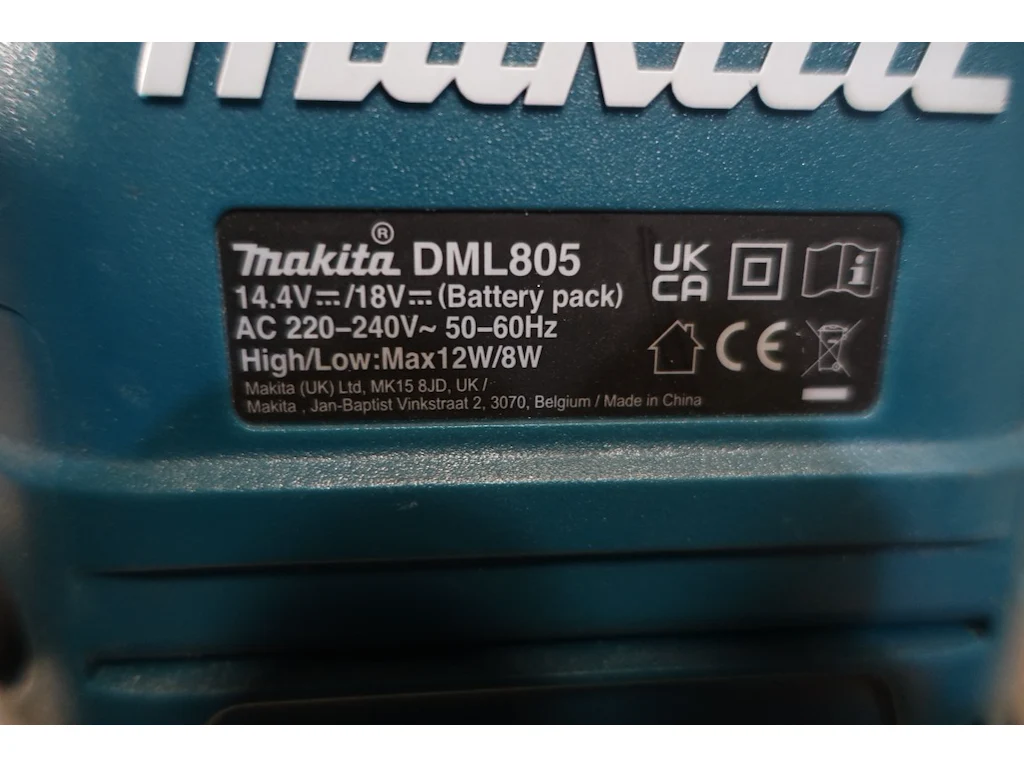 makita
makita® DML805
14.4V⎓/18V⎓(Battery pack)
AC 220–240V~ 50–60Hz
High/Low:Max12W/8W
Makita (UK) Ltd, MK15 8JD, UK /
Makita , Jan-Baptist Vinkstraat 2, 3070, Belgium / Made in China
UK
CA
i
CE